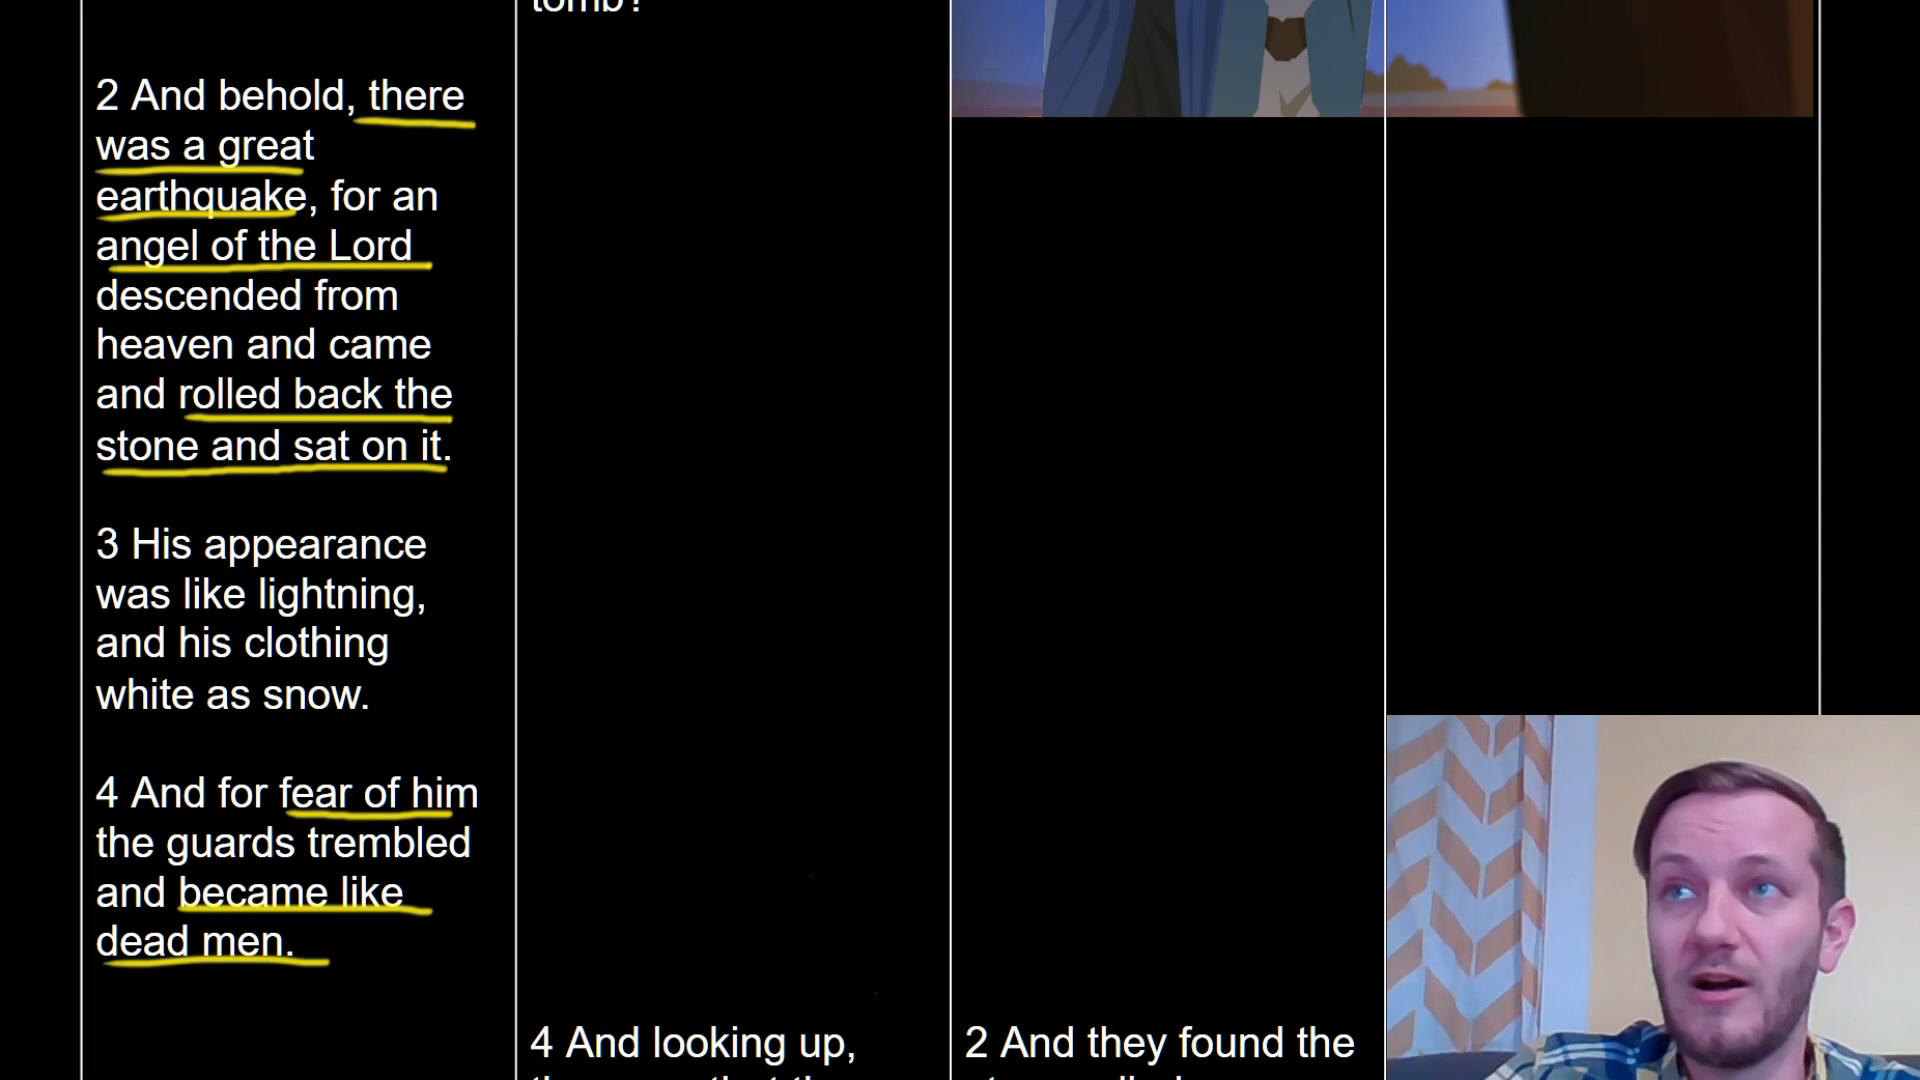 tomb?
2 And behold, there
was a great
earthquake, for an
angel of the Lord
descended from
heaven and came
and rolled back the
stone and sat on it.
3 His appearance
was like lightning,
and his clothing
white as snow.
4 And for fear of him
the guards trembled
and became like
dead men.
4 And looking up,
2 And they found the